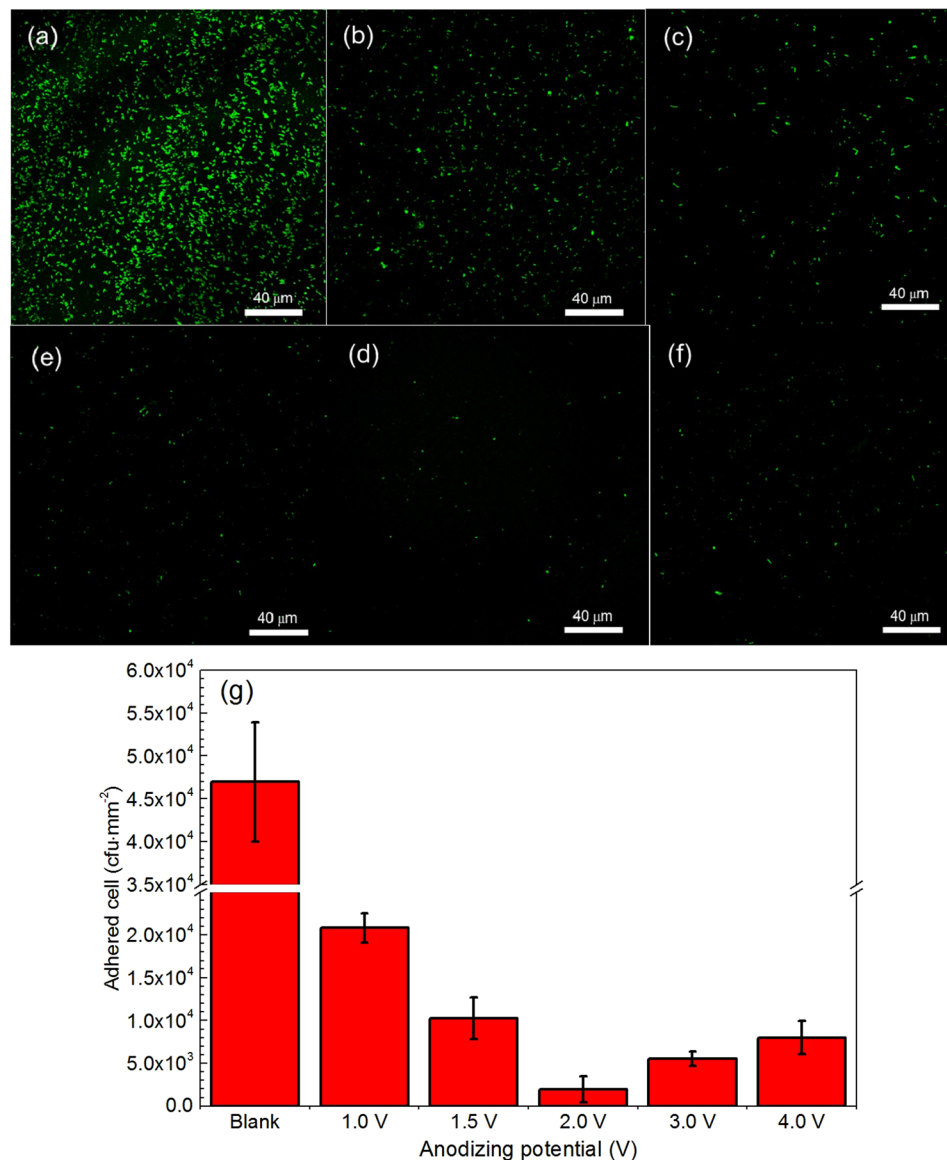 (a)
(b)
(c)
40 μm
40 μm
40 μm
(e)
(d)
(f)
40 μm
40 μm
40 μm
(g)
6.0x10⁴
5.5x10⁴
5.0x10⁴
4.5x10⁴
4.0x10⁴
3.5x10⁴
2.0x10⁴
1.0x10⁴
5.0x10³
0.0
Adhered cell (cfu·mm⁻²)
Blank 1.0 V 1.5 V 2.0 V 3.0 V 4.0 V
Anodizing potential (V)